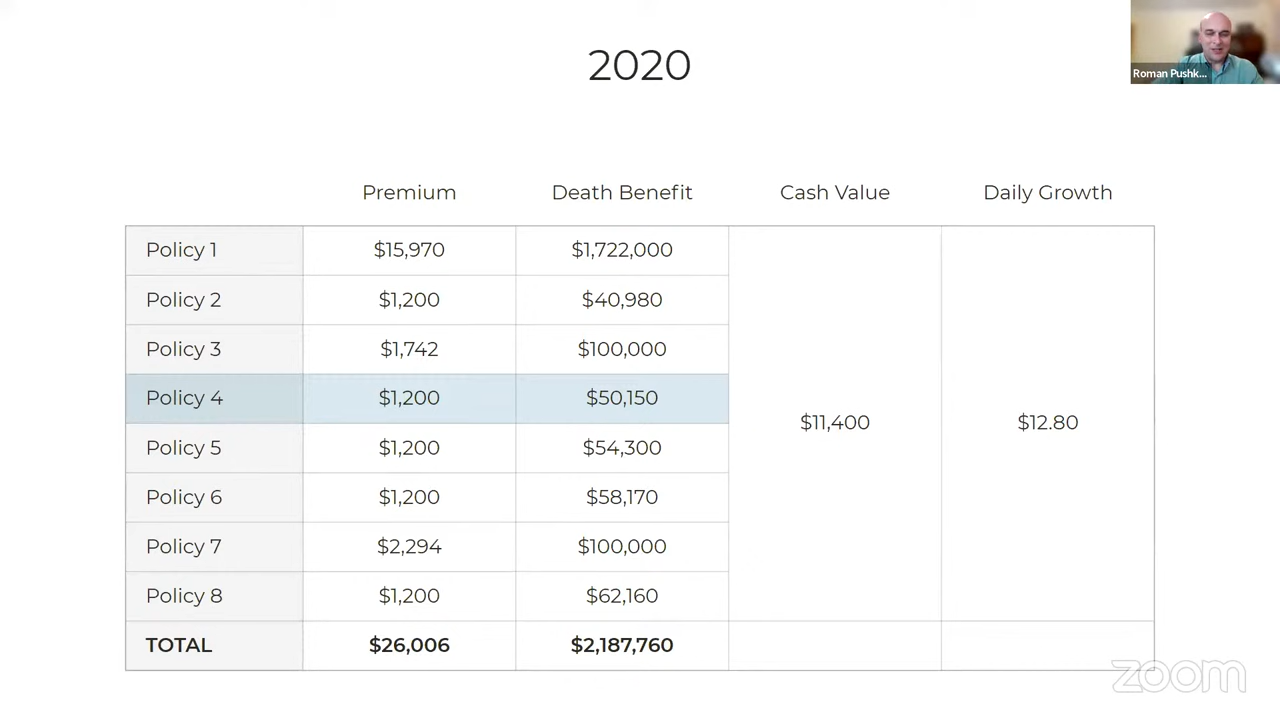 2020
Roman Pushk...
Premium Death Benefit Cash Value Daily Growth
Policy 1 $15,970 $1,722,000
Policy 2 $1,200 $40,980
Policy 3 $1,742 $100,000
Policy 4 $1,200 $50,150
$11,400 $12.80
Policy 5 $1,200 $54,300
Policy 6 $1,200 $58,170
Policy 7 $2,294 $100,000
Policy 8 $1,200 $62,160
TOTAL $26,006 $2,187,760
zoom